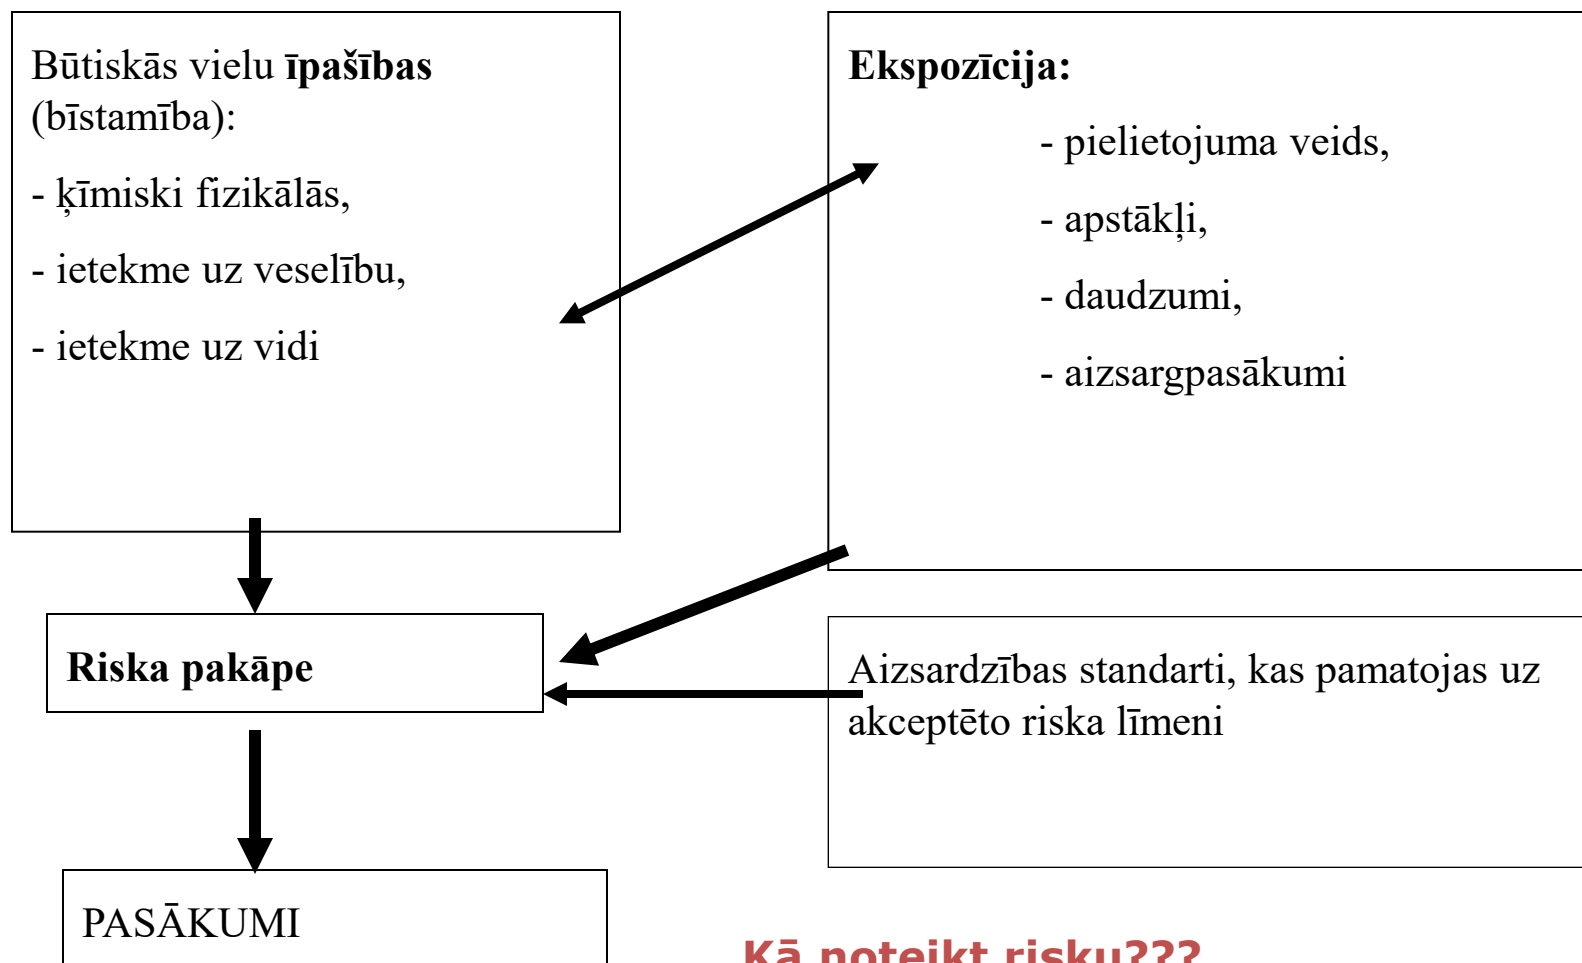 Būtiskās vielu īpašības
(bīstamība):
- ķīmiski fizikālās,
- ietekme uz veselību,
- ietekme uz vidi
Ekspozīcija:
- pielietojuma veids,
- apstākļi,
- daudzumi,
- aizsargpasākumi
Riska pakāpe
Aizsardzības standarti, kas pamatojas uz
akceptēto riska līmeni
PASĀKUMI
Kā noteikt risku???